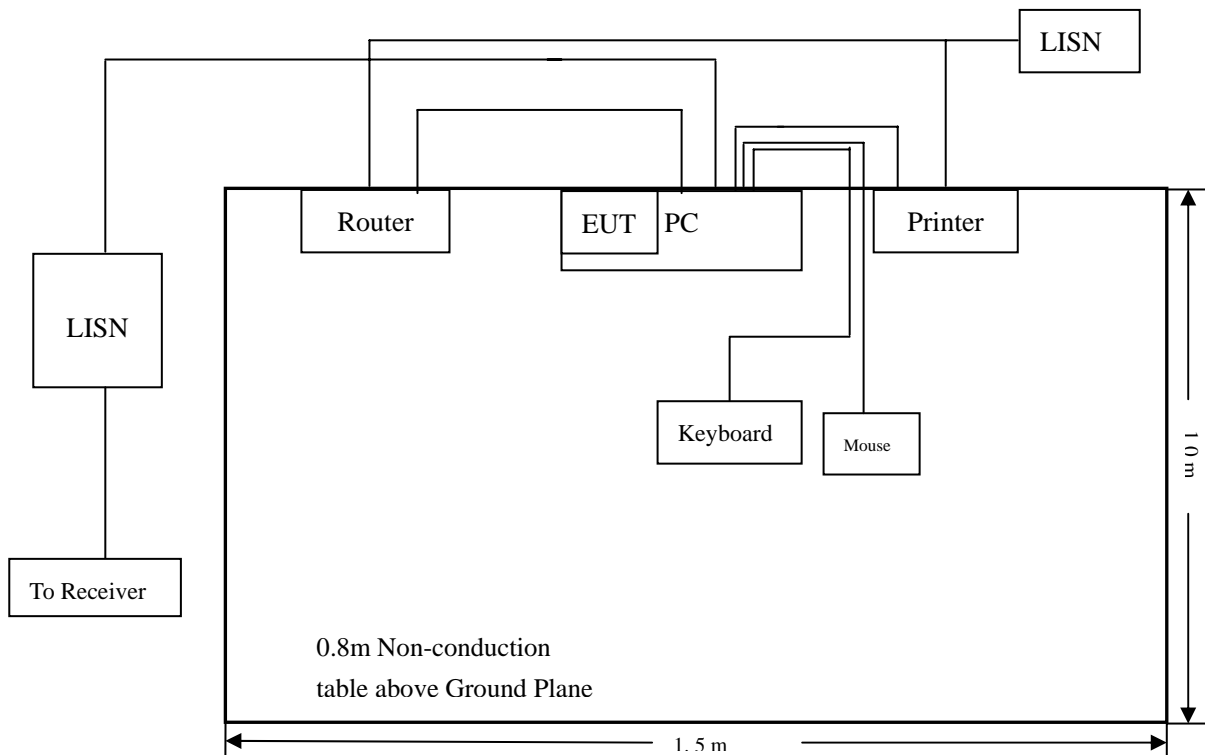 LISN
Router
EUT
PC
Printer
LISN
Keyboard
Mouse
1.0 m
To Receiver
0.8m Non-conduction
table above Ground Plane
1.5 m